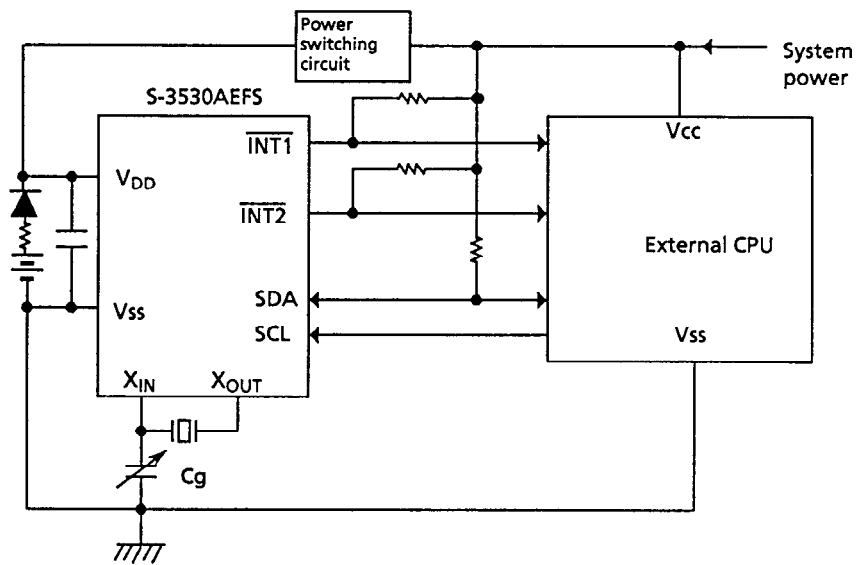 Power
switching
circuit
System
power
S-3530AEFS
INT1
Vcc
VDD
INT2
External CPU
SDA
Vss
SCL
Vss
XIN
XOUT
Cg